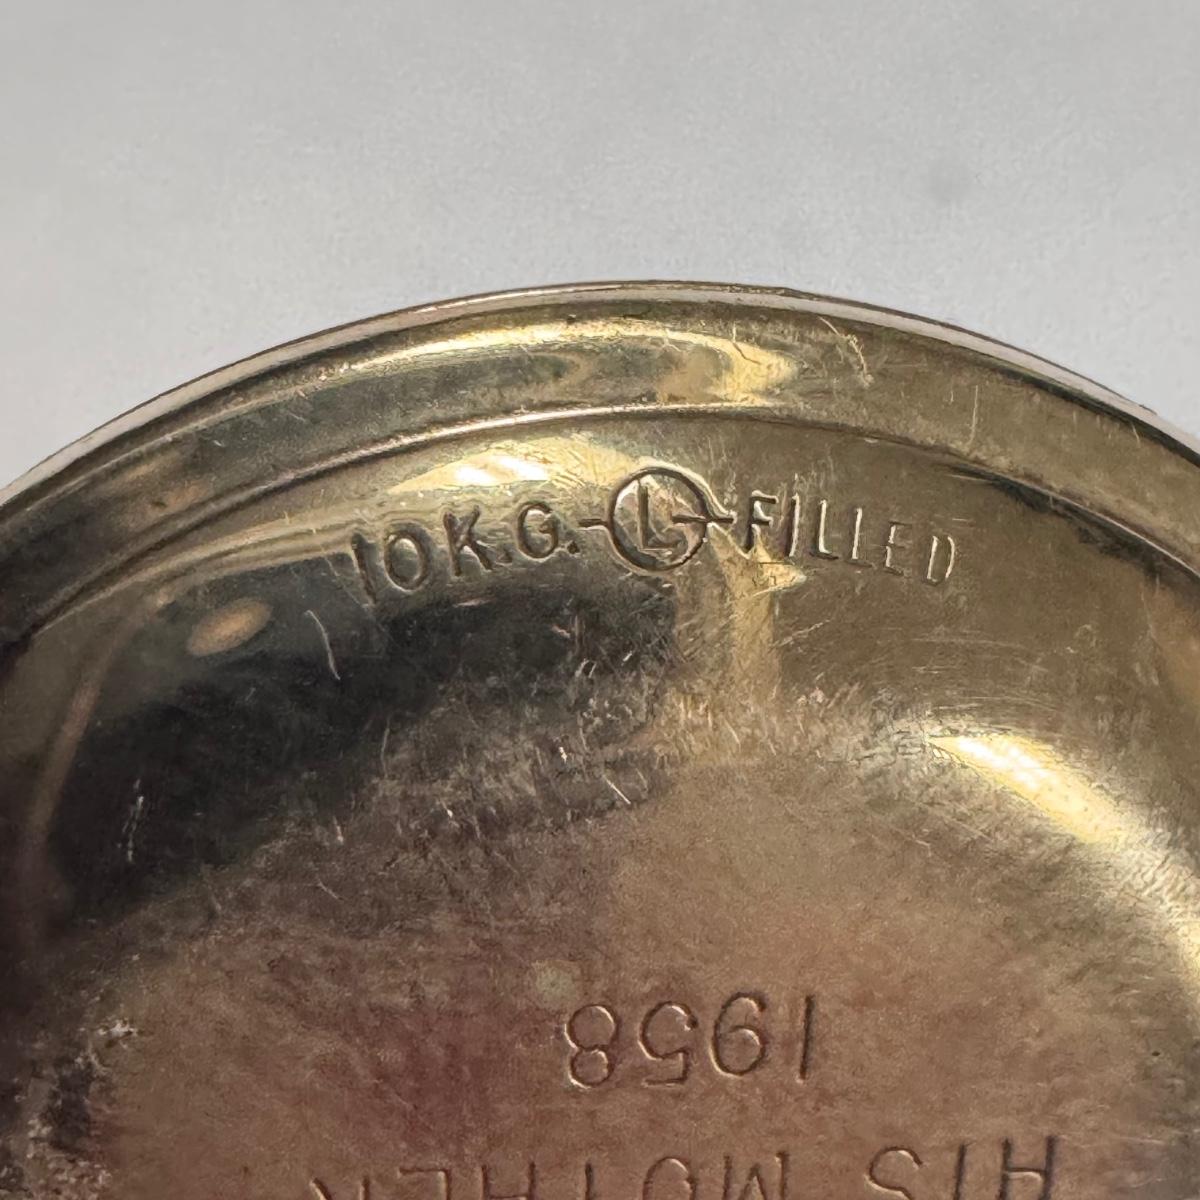 10K.G. L FILLED
HIS MOTHER
1958